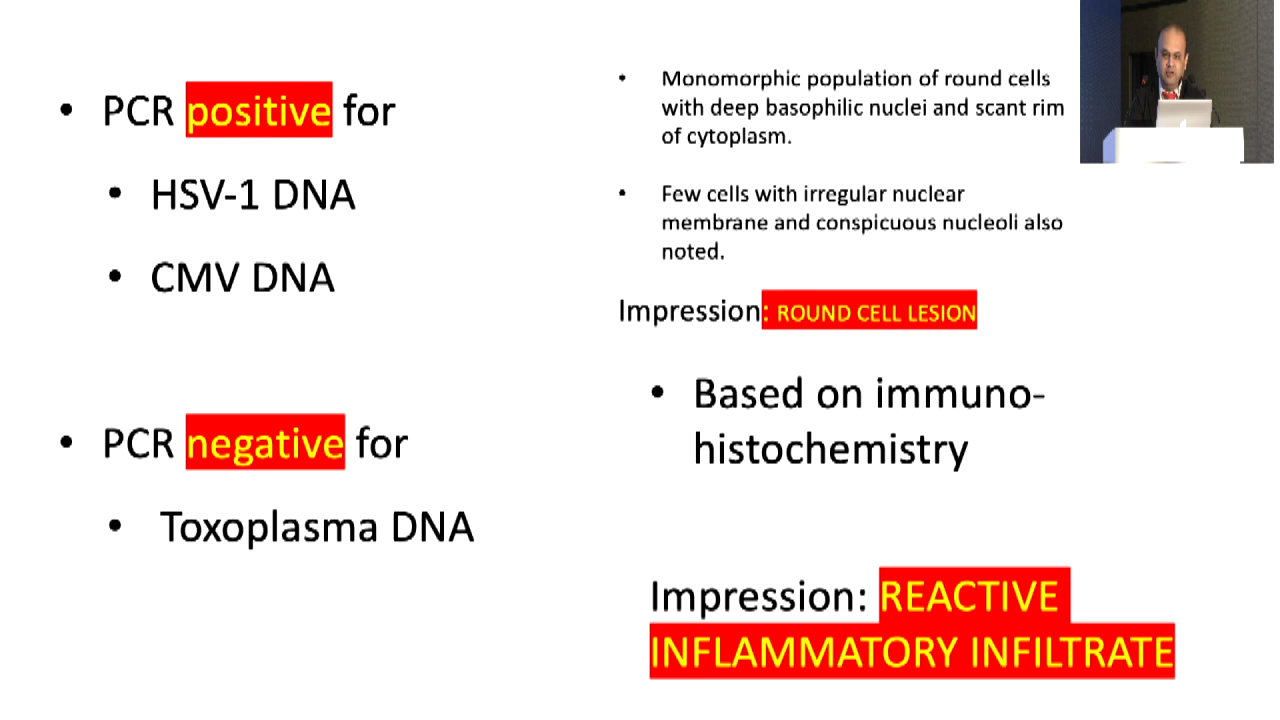 • PCR positive for
• HSV-1 DNA
• CMV DNA
• PCR negative for
• Toxoplasma DNA
• Monomorphic population of round cells
with deep basophilic nuclei and scant rim
of cytoplasm.
• Few cells with irregular nuclear
membrane and conspicuous nucleoli also
noted.
Impression: ROUND CELL LESION
• Based on immuno-
histochemistry
Impression: REACTIVE
INFLAMMATORY INFILTRATE